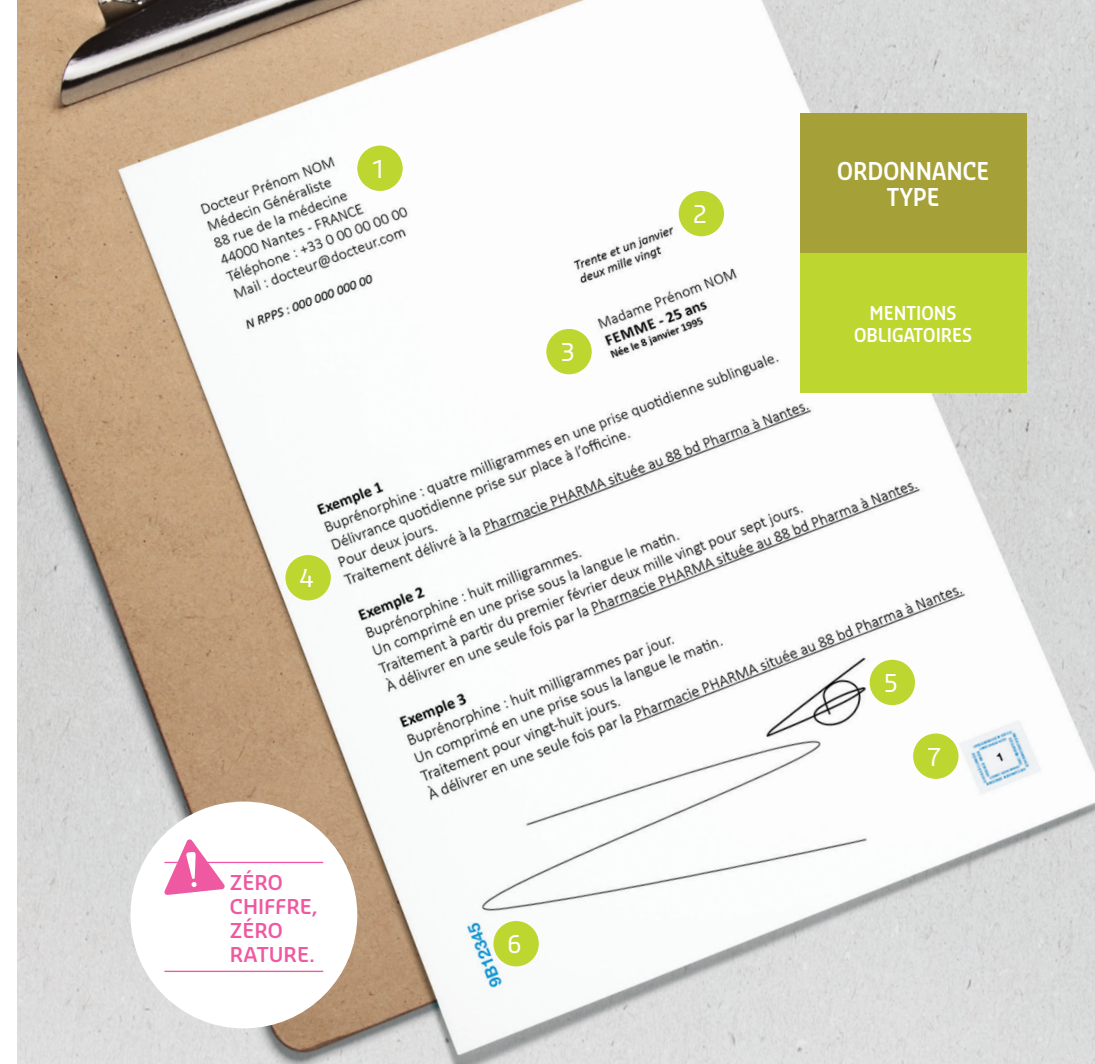 Docteur Prénom NOM
Médecin Généraliste
88 rue de la médecine
44000 Nantes - FRANCE
Téléphone : +33 0 00 00 00 00
Mail : docteur@docteur.com
N RPPS : 000 000 000 00
1
2
Trente et un janvier
deux mille vingt
3
Madame Prénom NOM
FEMME - 25 ans
Née le 8 janvier 1995
ORDONNANCE
TYPE
MENTIONS
OBLIGATOIRES
Exemple 1
Buprénorphine : quatre milligrammes en une prise quotidienne sublinguale.
Délivrance quotidienne prise sur place à l'officine.
Pour deux jours.
Traitement délivré à la Pharmacie PHARMA située au 88 bd Pharma à Nantes.
4
Exemple 2
Buprénorphine : huit milligrammes.
Un comprimé en une prise sous la langue le matin.
Traitement à partir du premier février deux mille vingt pour sept jours.
À délivrer en une seule fois par la Pharmacie PHARMA située au 88 bd Pharma à Nantes.
Exemple 3
Buprénorphine : huit milligrammes par jour.
Un comprimé en une prise sous la langue le matin.
Traitement pour vingt-huit jours.
À délivrer en une seule fois par la Pharmacie PHARMA située au 88 bd Pharma à Nantes.
5
7
1
ZÉRO
CHIFFRE,
ZÉRO
RATURE.
6
9B12345